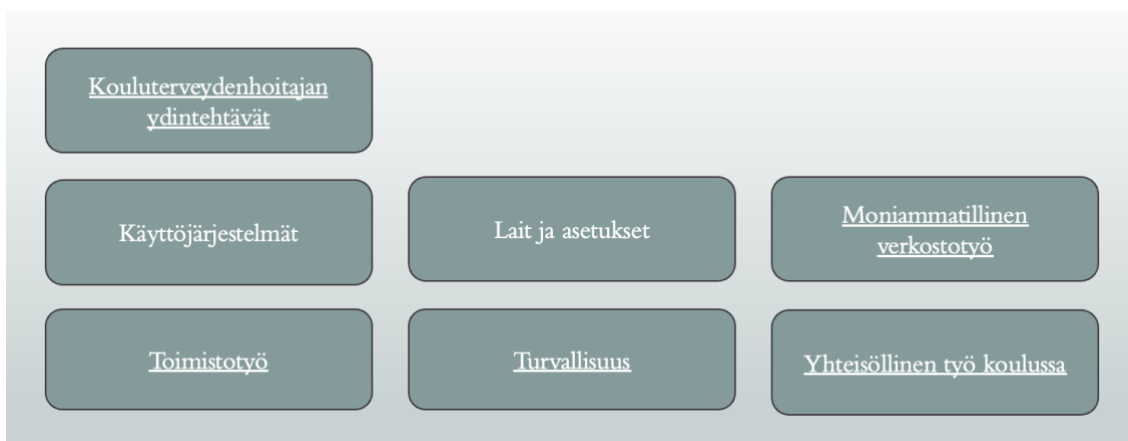 Kouluterveydenhoitajan
ydintehtävät
Käyttöjärjestelmät
Lait ja asetukset
Moniammatillinen
verkostotyö
Toimistotyö
Turvallisuus
Yhteisöllinen työ koulussa